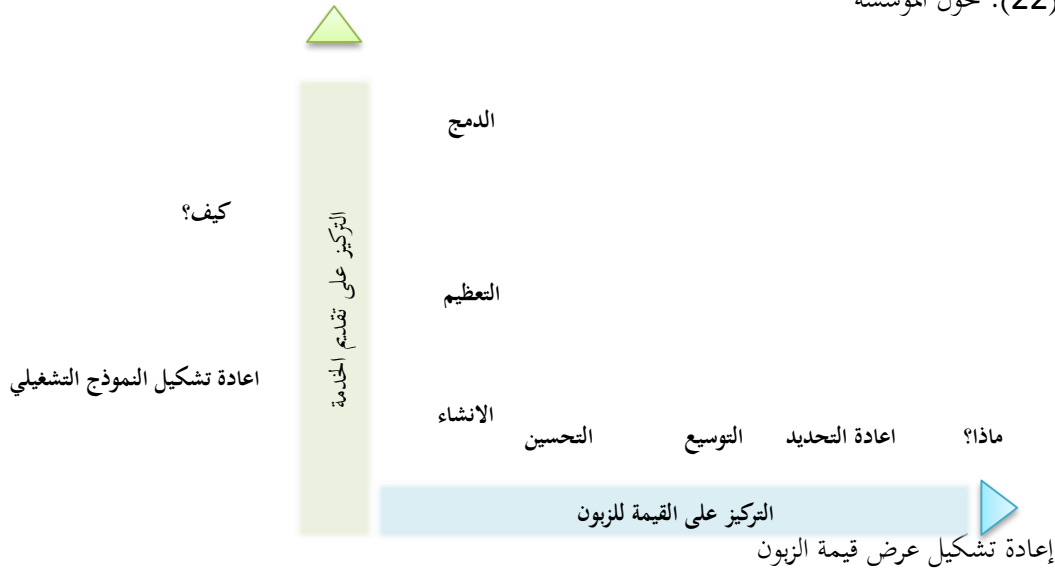 (22): تحول المؤسسة
الدمج
كيف؟
التركيز على تقديم الخدمة
التعظيم
اعادة تشكيل النموذج التشغيلي
الانشاء
ماذا؟ اعادة التحديد التوسيع التحسين
التركيز على القيمة للزبون
إعادة تشكيل عرض قيمة الزبون